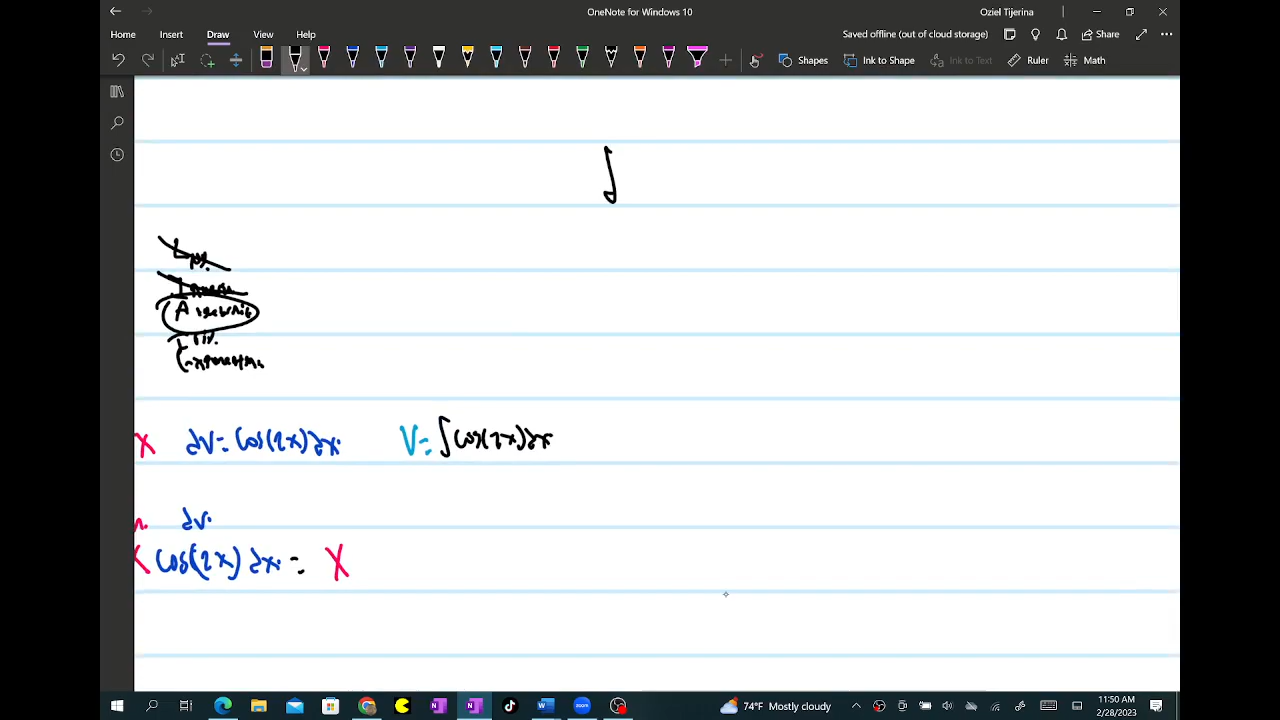 OneNote for Windows 10
Oziel Tijerina
Home Insert Draw View Help
Saved offline (out of cloud storage)
Share
Shapes
Ink to Shape
Ink to Text
Ruler
Math
∫
x dv = cos(2x) dx
v = ∫cos(2x) dx
dv
x cos(2x) dx = x
74°F Mostly cloudy
11:50 AM
2/28/2023